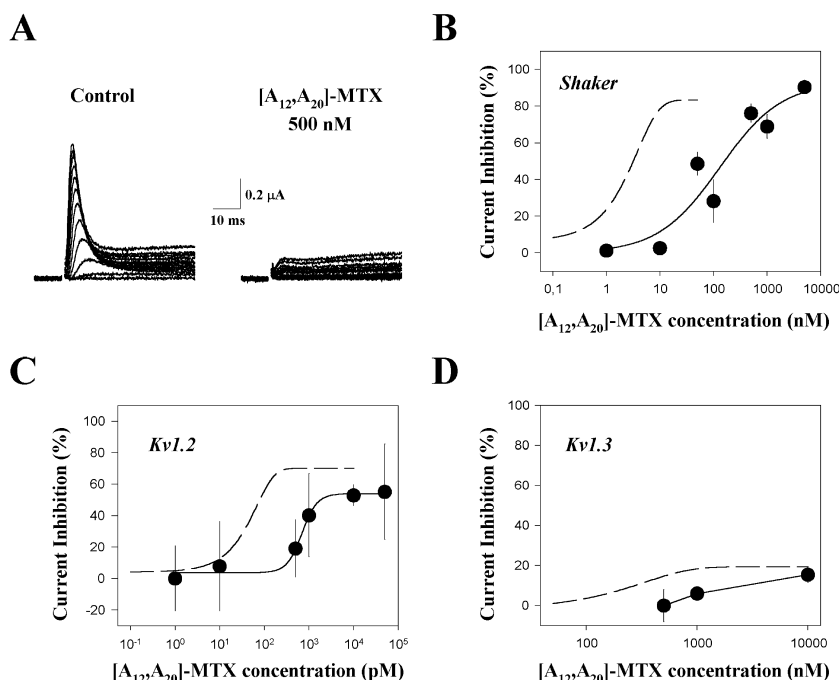 A
Control
[A12,A20]-MTX
500 nM
0.2 µA
10 ms
B
Shaker
Current Inhibition (%)
100
80
60
40
20
0
0,1
1
10
100
1000
10000
[A12,A20]-MTX concentration (nM)
C
Kv1.2
Current Inhibition (%)
100
80
60
40
20
0
-20
10-1
100
101
102
103
104
105
[A12,A20]-MTX concentration (pM)
D
Kv1.3
Current Inhibition (%)
100
80
60
40
20
0
100
1000
10000
[A12,A20]-MTX concentration (nM)